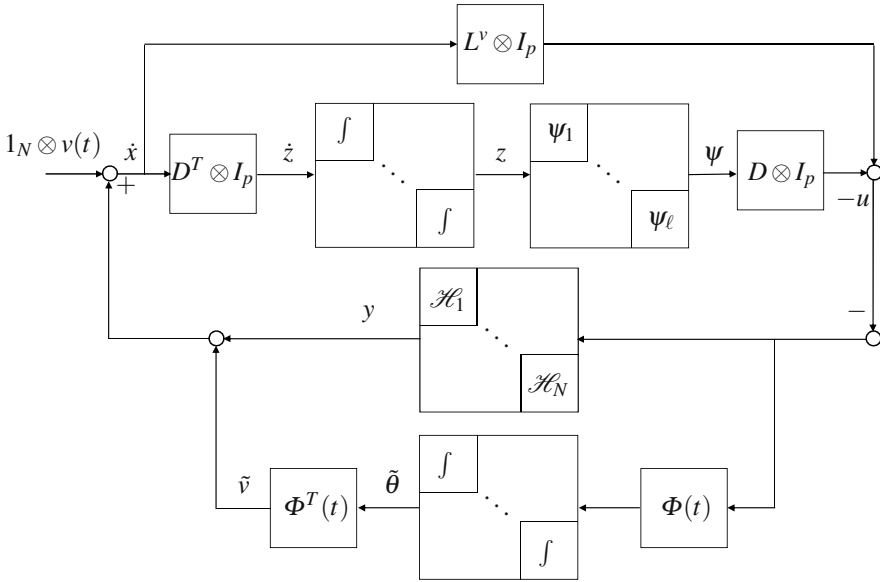 L^v ⊗ I_p
1_N ⊗ v(t)
ẋ
+
D^T ⊗ I_p
ż
∫
⋱
∫
z
ψ_1
⋱
ψ_ℓ
ψ
D ⊗ I_p
−u
−
y
ℋ_1
⋱
ℋ_N
ṽ
Φ^T(t)
θ̃
∫
⋱
∫
Φ(t)